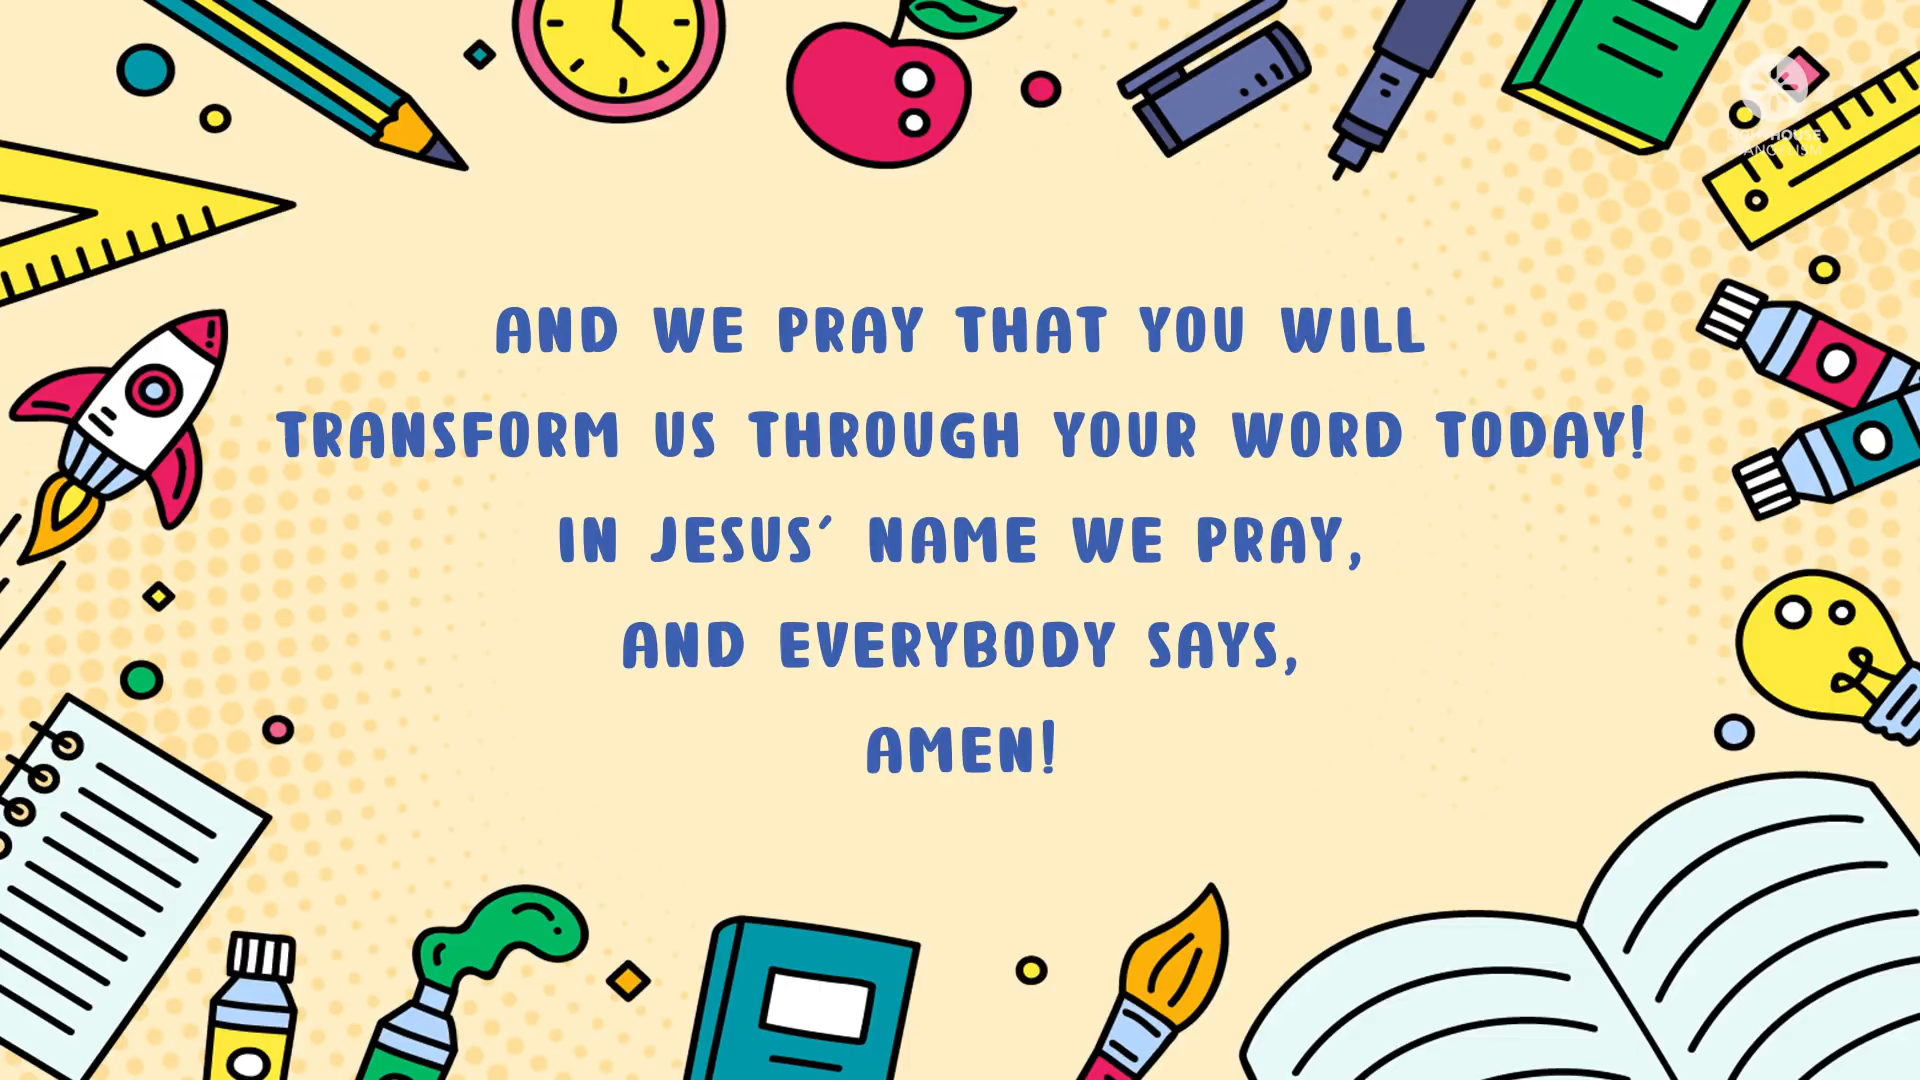 AND WE PRAY THAT YOU WILL
TRANSFORM US THROUGH YOUR WORD TODAY!
IN JESUS' NAME WE PRAY,
AND EVERYBODY SAYS,
AMEN!